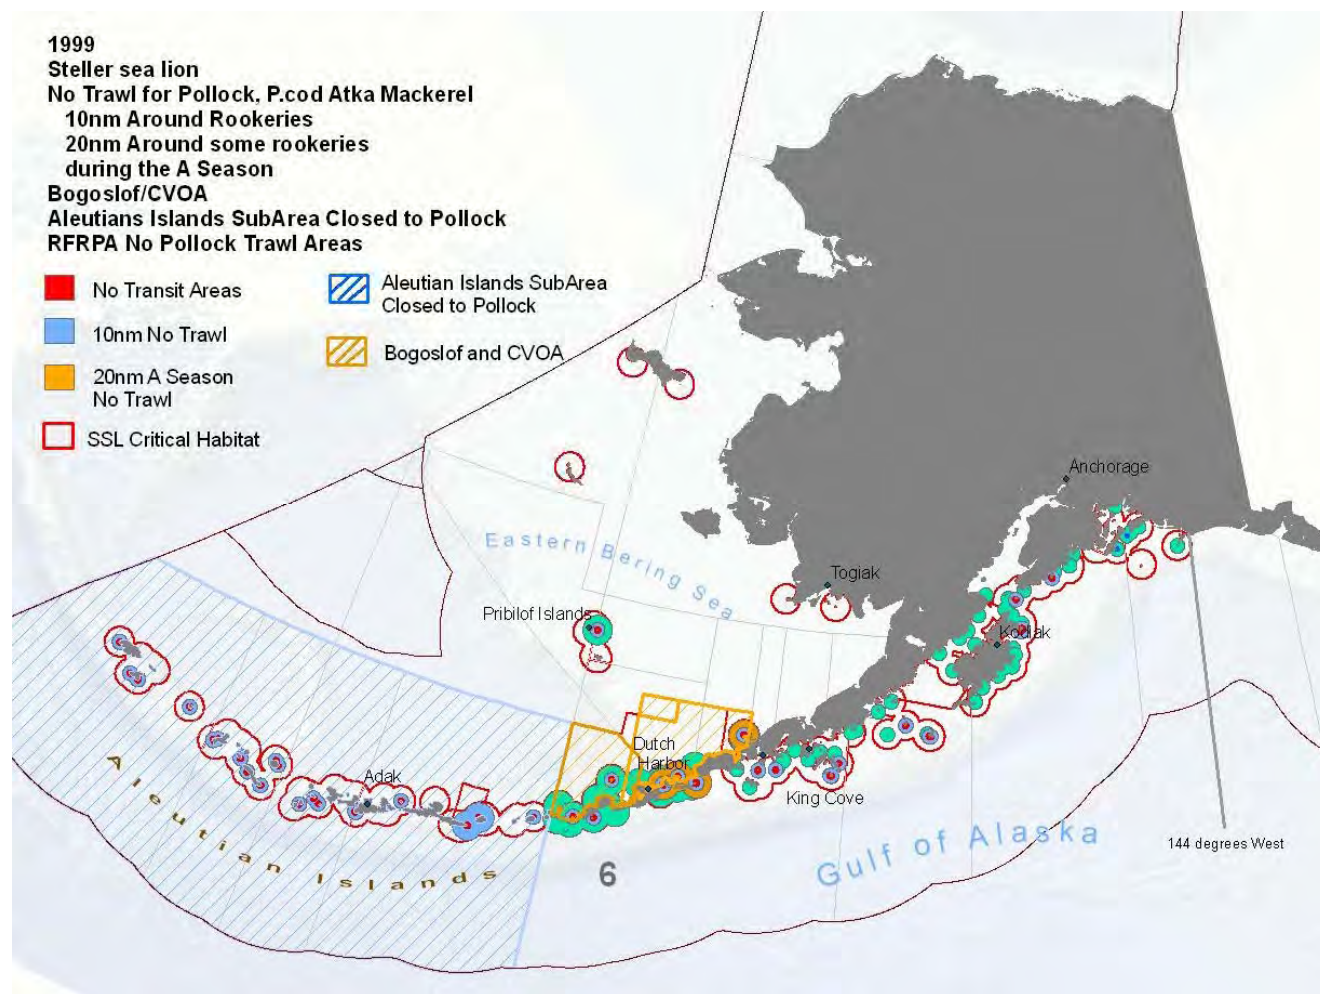 1999
Steller sea lion
No Trawl for Pollock, P.cod Atka Mackerel
10nm Around Rookeries
20nm Around some rookeries
during the A Season
Bogoslof/CVOA
Aleutians Islands SubArea Closed to Pollock
RFRPA No Pollock Trawl Areas
No Transit Areas
10nm No Trawl
20nm A Season
No Trawl
SSL Critical Habitat
Aleutian Islands SubArea
Closed to Pollock
Bogoslof and CVOA
Anchorage
Eastern Bering Sea
Togiak
Pribilof Islands
Kodiak
Dutch
Harbor
Adak
King Cove
Aleutian Islands
Gulf of Alaska
144 degrees West
6